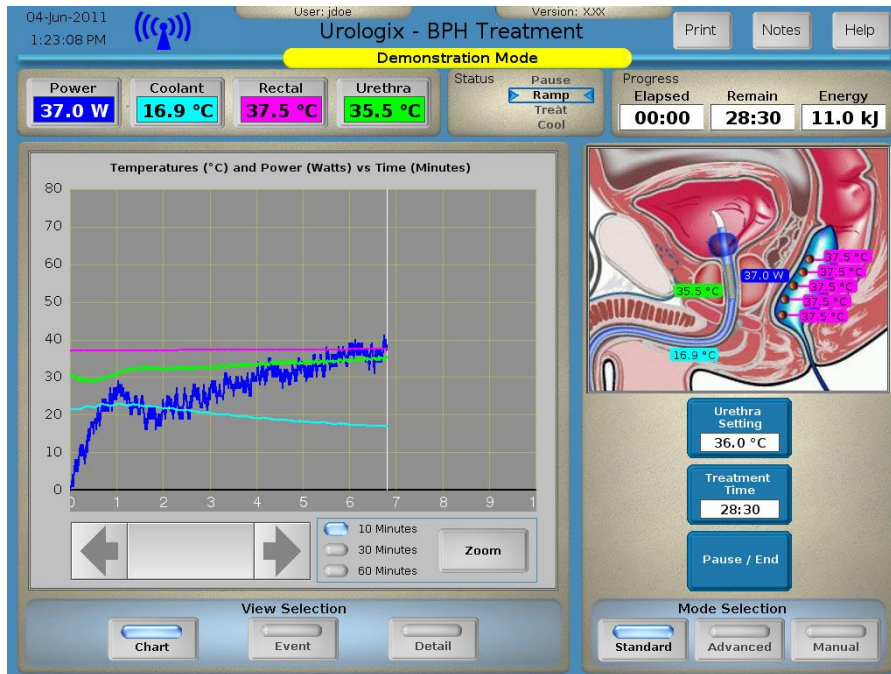 04-Jun-2011
1:23:08 PM
User: jdoe
Version: X.XX
Urologix - BPH Treatment
Demonstration Mode
Print
Notes
Help
Power
37.0 W
Coolant
16.9 °C
Rectal
37.5 °C
Urethra
35.5 °C
Status
Pause
Ramp
Treat
Cool
Progress
Elapsed
00:00
Remain
28:30
Energy
11.0 kJ
Temperatures (°C) and Power (Watts) vs Time (Minutes)
80
70
60
50
40
30
20
10
0
0 1 2 3 4 5 6 7 8 9 1
10 Minutes
30 Minutes
60 Minutes
Zoom
37.5 °C
37.5 °C
37.5 °C
37.5 °C
37.5 °C
37.0 W
35.5 °C
16.9 °C
Urethra
Setting
36.0 °C
Treatment
Time
28:30
Pause / End
View Selection
Chart
Event
Detail
Mode Selection
Standard
Advanced
Manual